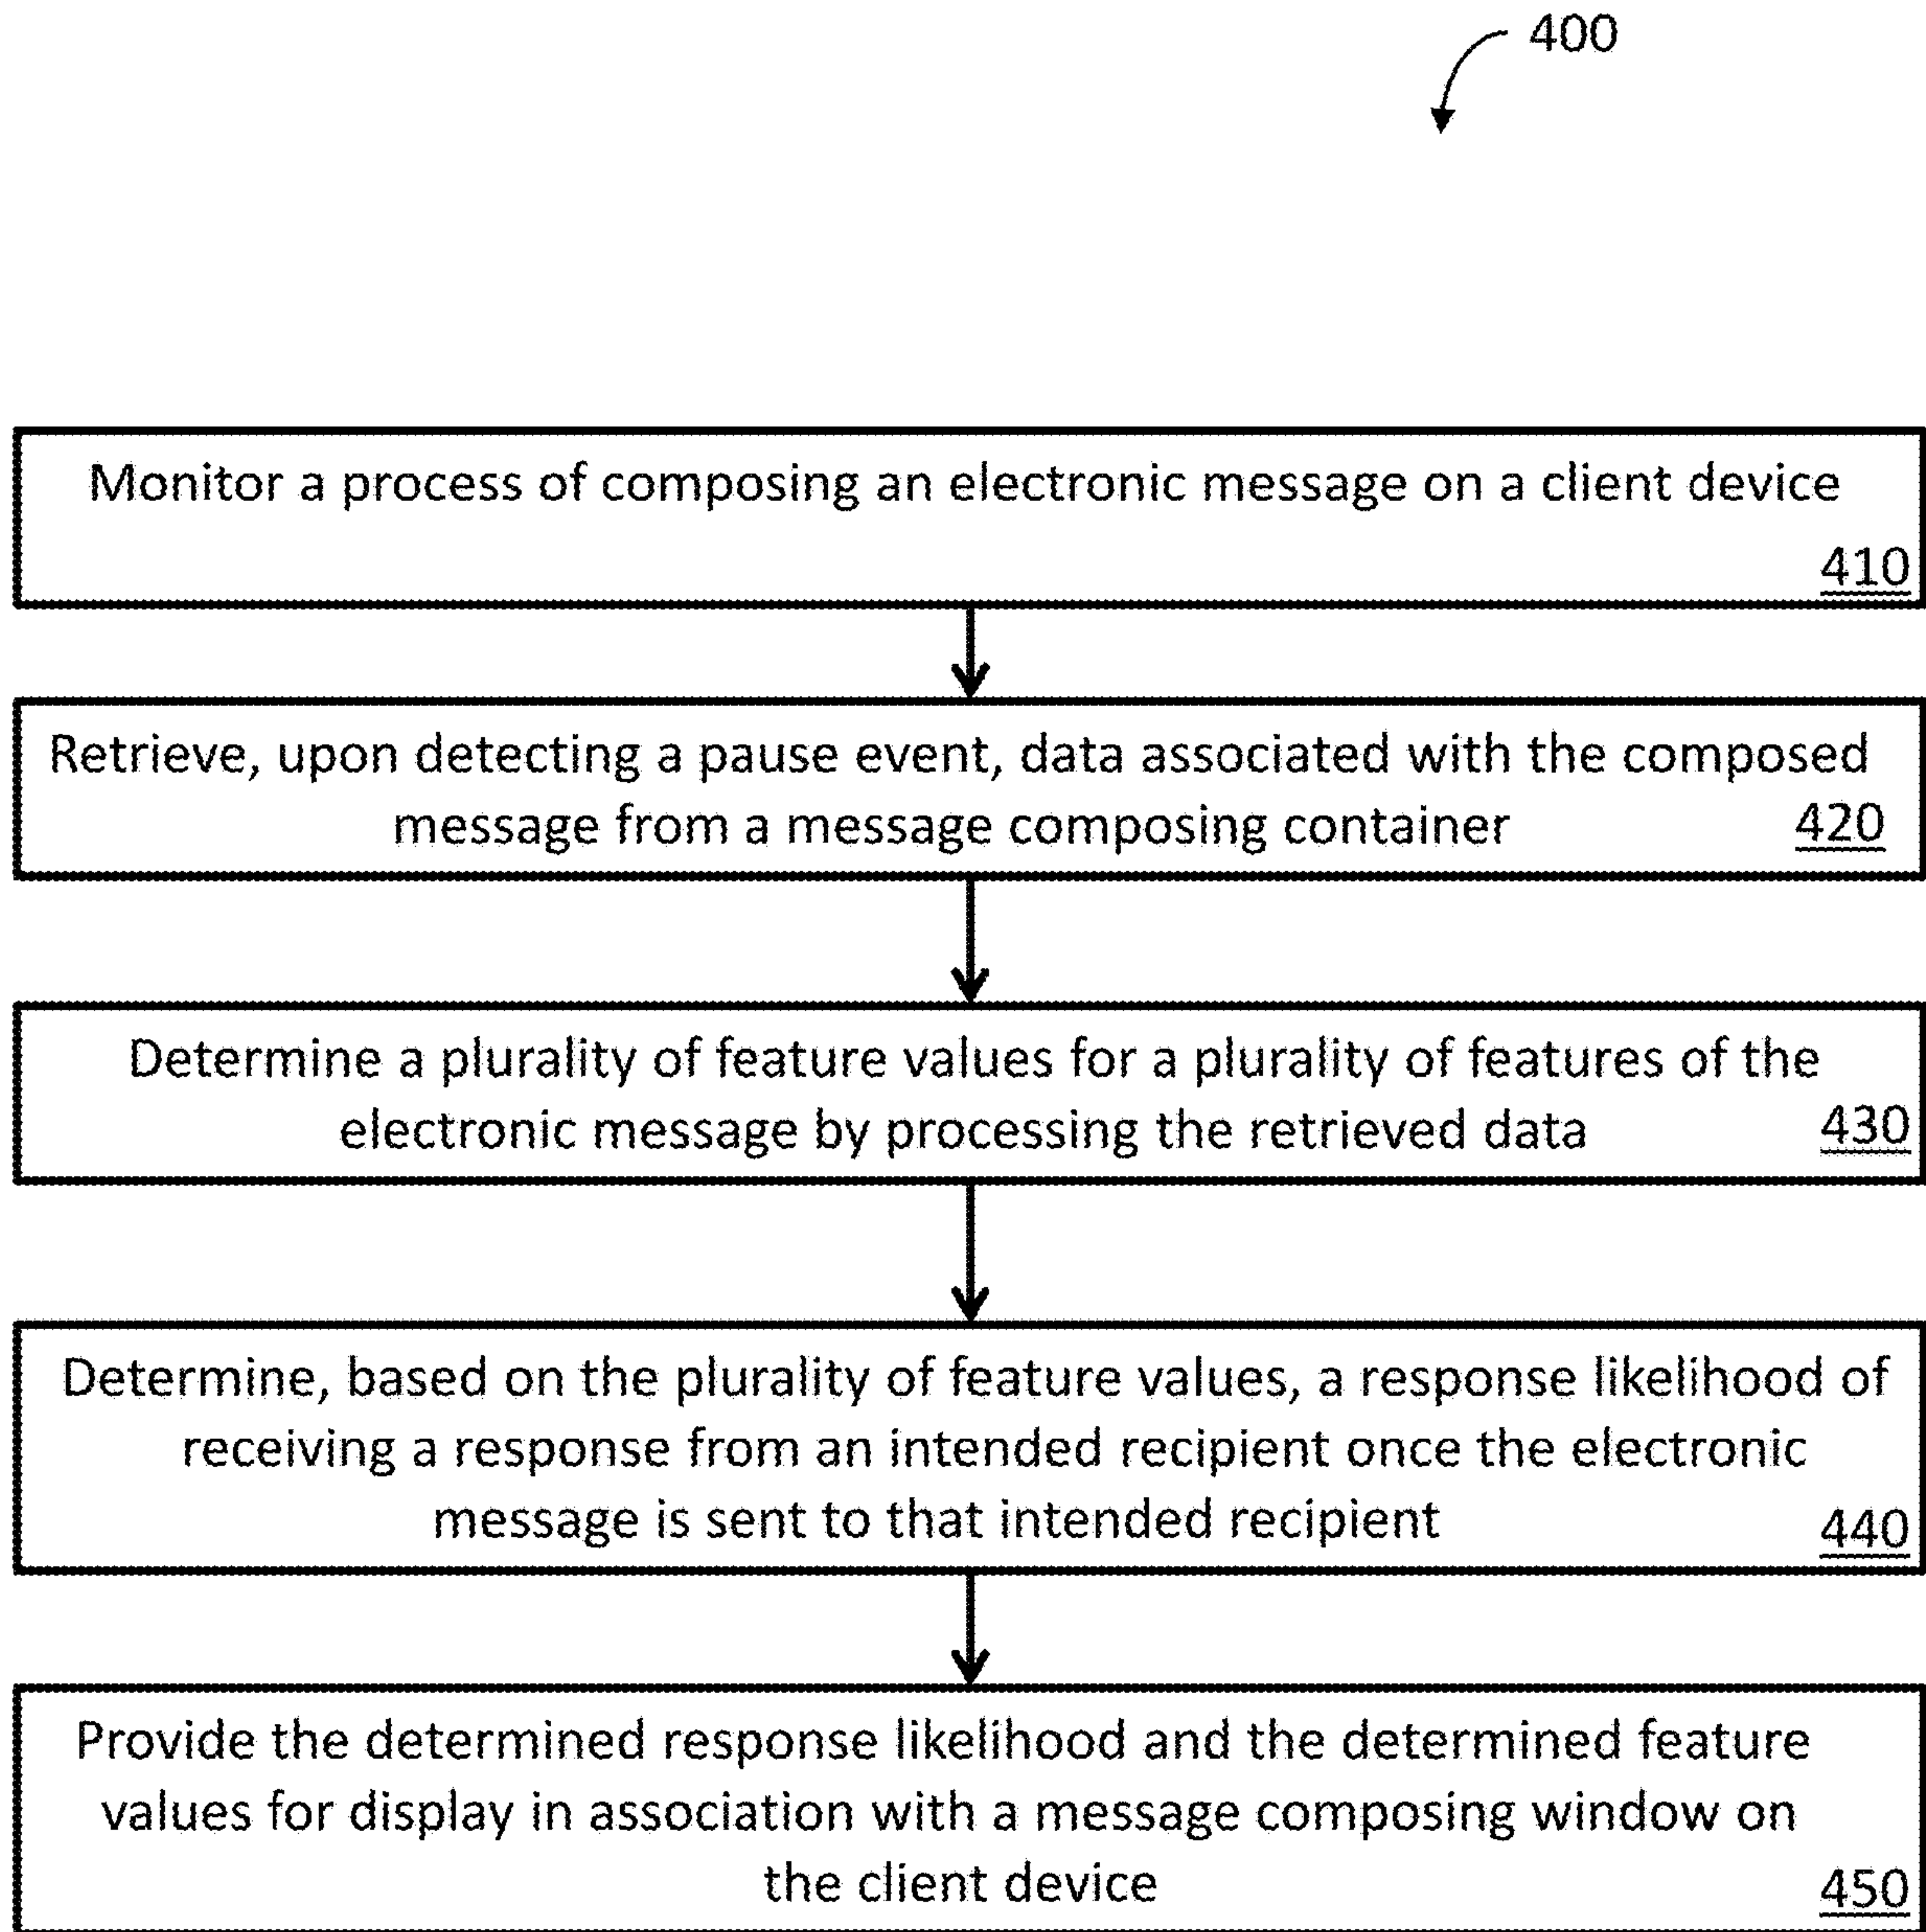 400
Monitor a process of composing an electronic message on a client device
410
Retrieve, upon detecting a pause event, data associated with the composed
message from a message composing container
420
Determine a plurality of feature values for a plurality of features of the
electronic message by processing the retrieved data
430
Determine, based on the plurality of feature values, a response likelihood of
receiving a response from an intended recipient once the electronic
message is sent to that intended recipient
440
Provide the determined response likelihood and the determined feature
values for display in association with a message composing window on
the client device
450